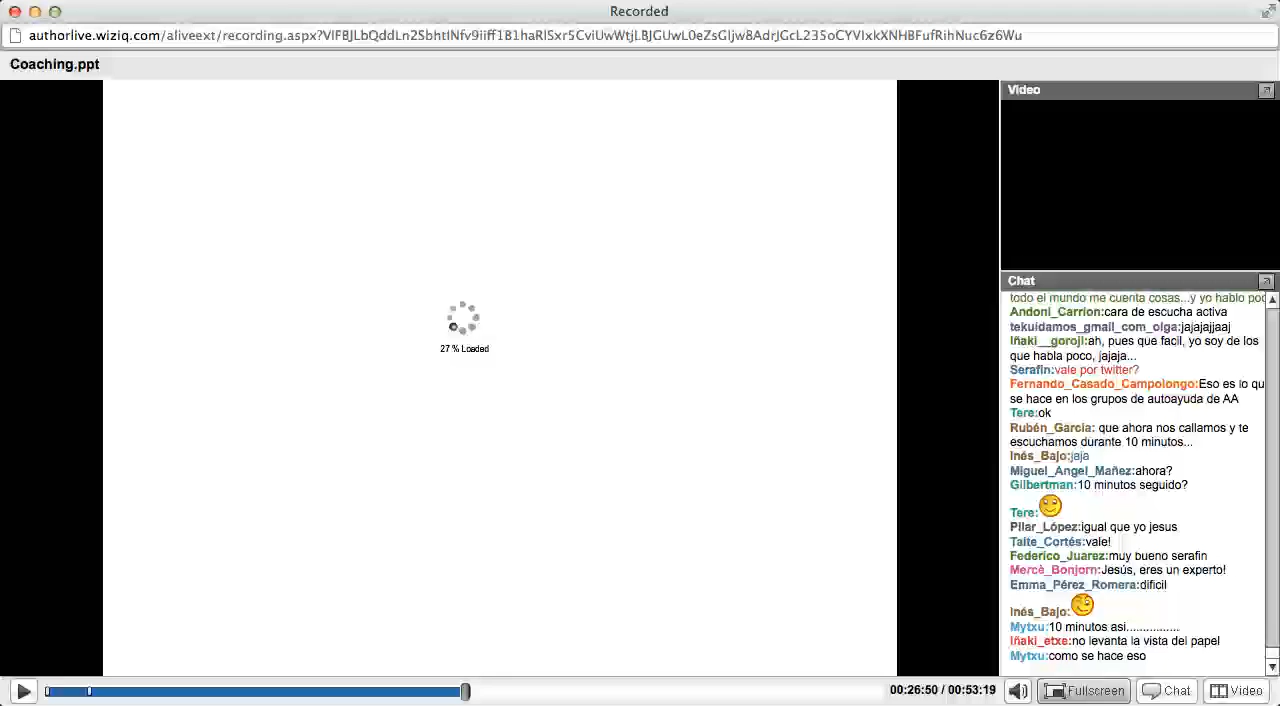 Recorded
authorlive.wiziq.com/aliveext/recording.aspx?VIFBJLbQddLn2SbhtINfv9iiff1B1haRlSxr5CviUwWtjLBJGUwL0eZsGljw8AdrJGcL235oCYVIxkXNHBFufRihNuc6z6Wu
Coaching.ppt
27 % Loaded
Video
Chat
todo el mundo me cuenta cosas...y yo hablo poc
Andoni_Carrion:cara de escucha activa
tekuidamos_gmail_com_olga:jajajajjaaj
Iñaki__goroji:ah, pues que facil, yo soy de los
que habla poco, jajaja...
Serafin:vale por twitter?
Fernando_Casado_Campolongo:Eso es lo qu
se hace en los grupos de autoayuda de AA
Tere:ok
Rubén_Garcia: que ahora nos callamos y te
escuchamos durante 10 minutos...
Inés_Bajo:jaja
Miguel_Angel_Mañez:ahora?
Gilbertman:10 minutos seguido?
Tere:
Pilar_López:igual que yo jesus
Taite_Cortés:vale!
Federico_Juarez:muy bueno serafin
Mercè_Bonjorn:Jesús, eres un experto!
Emma_Pérez_Romera:dificil
Inés_Bajo:
Mytxu:10 minutos asi................
Iñaki_etxe:no levanta la vista del papel
Mytxu:como se hace eso
00:26:50 / 00:53:19
Fullscreen
Chat
Video